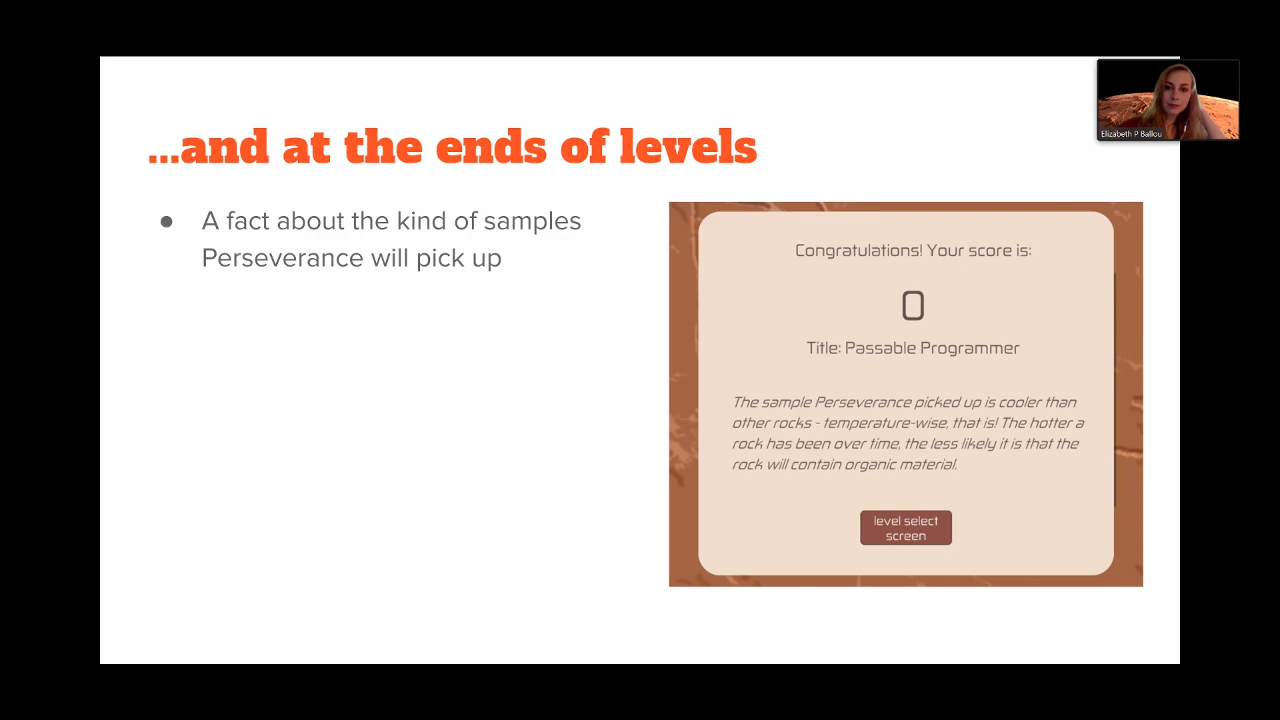 ...and at the ends of levels
● A fact about the kind of samples
Perseverance will pick up
Congratulations! Your score is:
0
Title: Passable Programmer
The sample Perseverance picked up is cooler than
other rocks - temperature-wise, that is! The hotter a
rock has been over time, the less likely it is that the
rock will contain organic material.
level select
screen
Elizabeth P Ballou